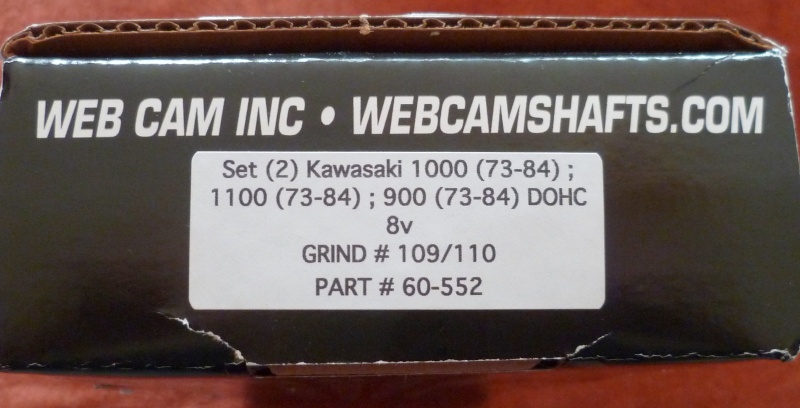 WEB CAM INC • WEBCAMSHAFTS.COM
Set (2) Kawasaki 1000 (73-84) ;
1100 (73-84) ; 900 (73-84) DOHC
8v
GRIND # 109/110
PART # 60-552